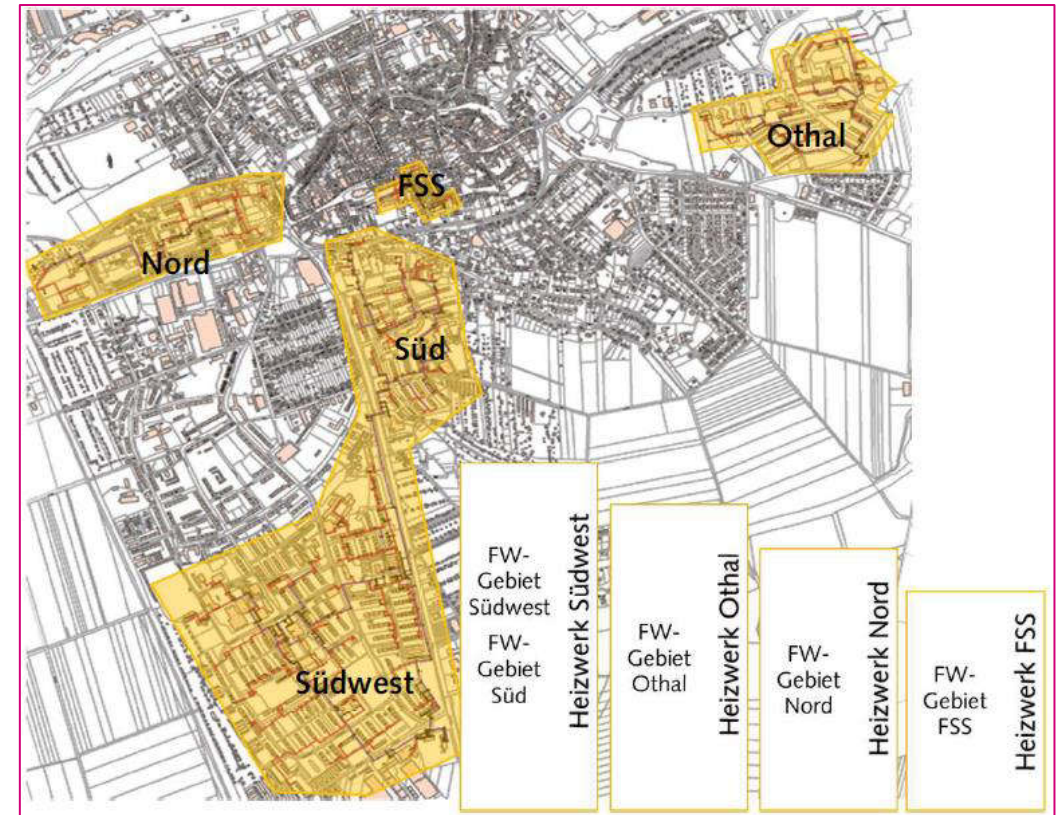 Othal
FSS
Nord
Süd
Südwest
FW-
Gebiet
Südwest
FW-
Gebiet
Süd
Heizwerk Südwest
FW-
Gebiet
Othal
Heizwerk Othal
FW-
Gebiet
Nord
Heizwerk Nord
FW-
Gebiet
FSS
Heizwerk FSS